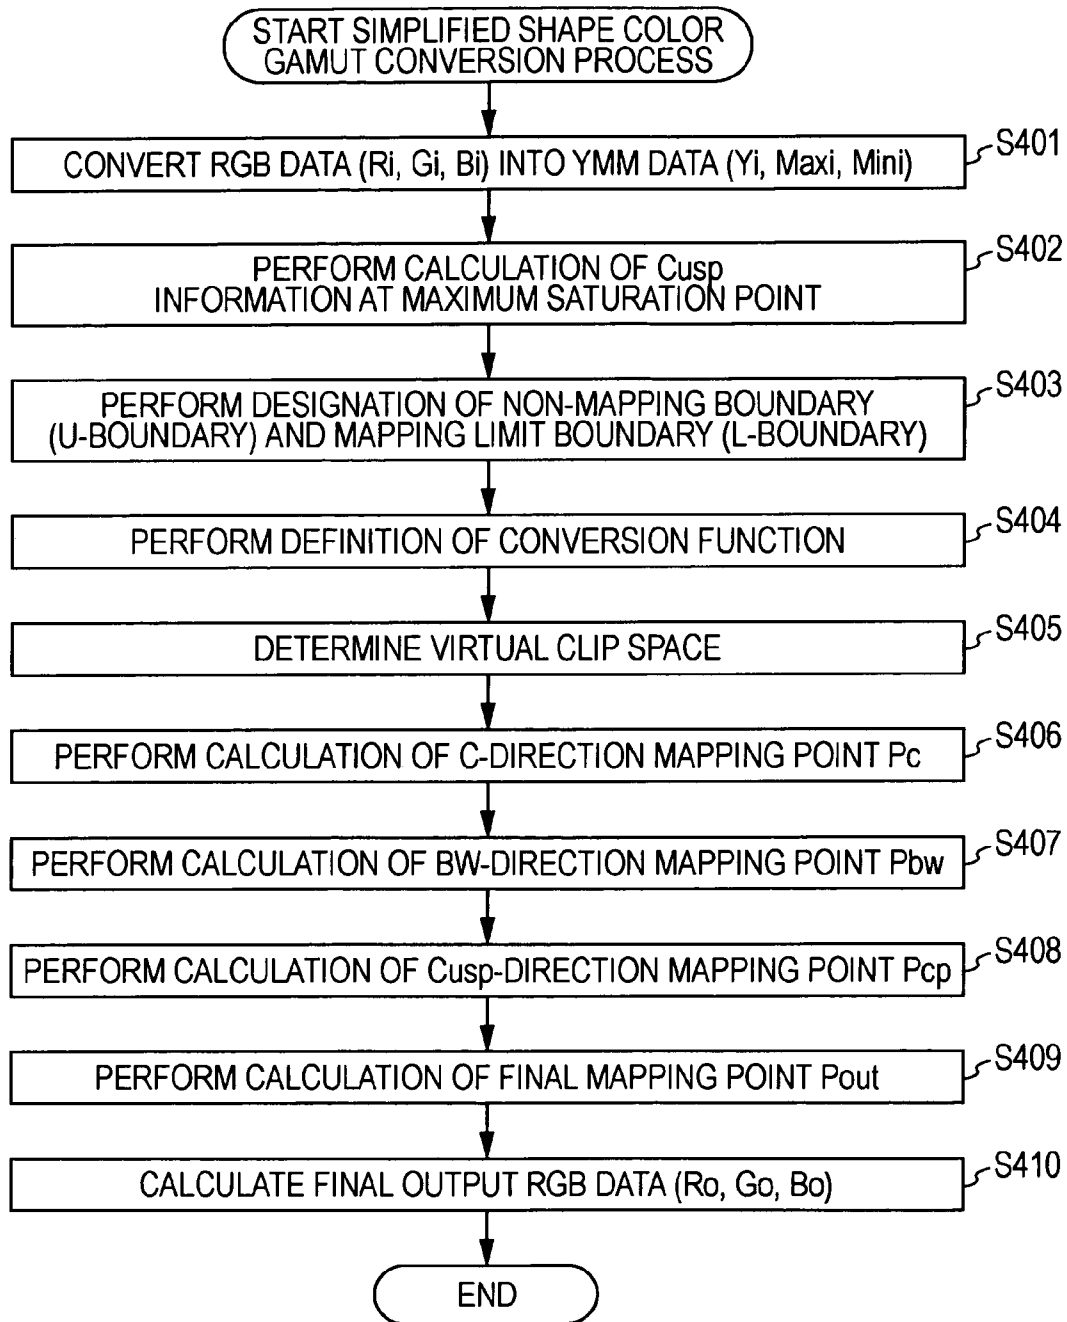 START SIMPLIFIED SHAPE COLOR
GAMUT CONVERSION PROCESS
CONVERT RGB DATA (Ri, Gi, Bi) INTO YMM DATA (Yi, Maxi, Mini)
S401
PERFORM CALCULATION OF Cusp
INFORMATION AT MAXIMUM SATURATION POINT
S402
PERFORM DESIGNATION OF NON-MAPPING BOUNDARY
(U-BOUNDARY) AND MAPPING LIMIT BOUNDARY (L-BOUNDARY)
S403
PERFORM DEFINITION OF CONVERSION FUNCTION
S404
DETERMINE VIRTUAL CLIP SPACE
S405
PERFORM CALCULATION OF C-DIRECTION MAPPING POINT Pc
S406
PERFORM CALCULATION OF BW-DIRECTION MAPPING POINT Pbw
S407
PERFORM CALCULATION OF Cusp-DIRECTION MAPPING POINT Pcp
S408
PERFORM CALCULATION OF FINAL MAPPING POINT Pout
S409
CALCULATE FINAL OUTPUT RGB DATA (Ro, Go, Bo)
S410
END